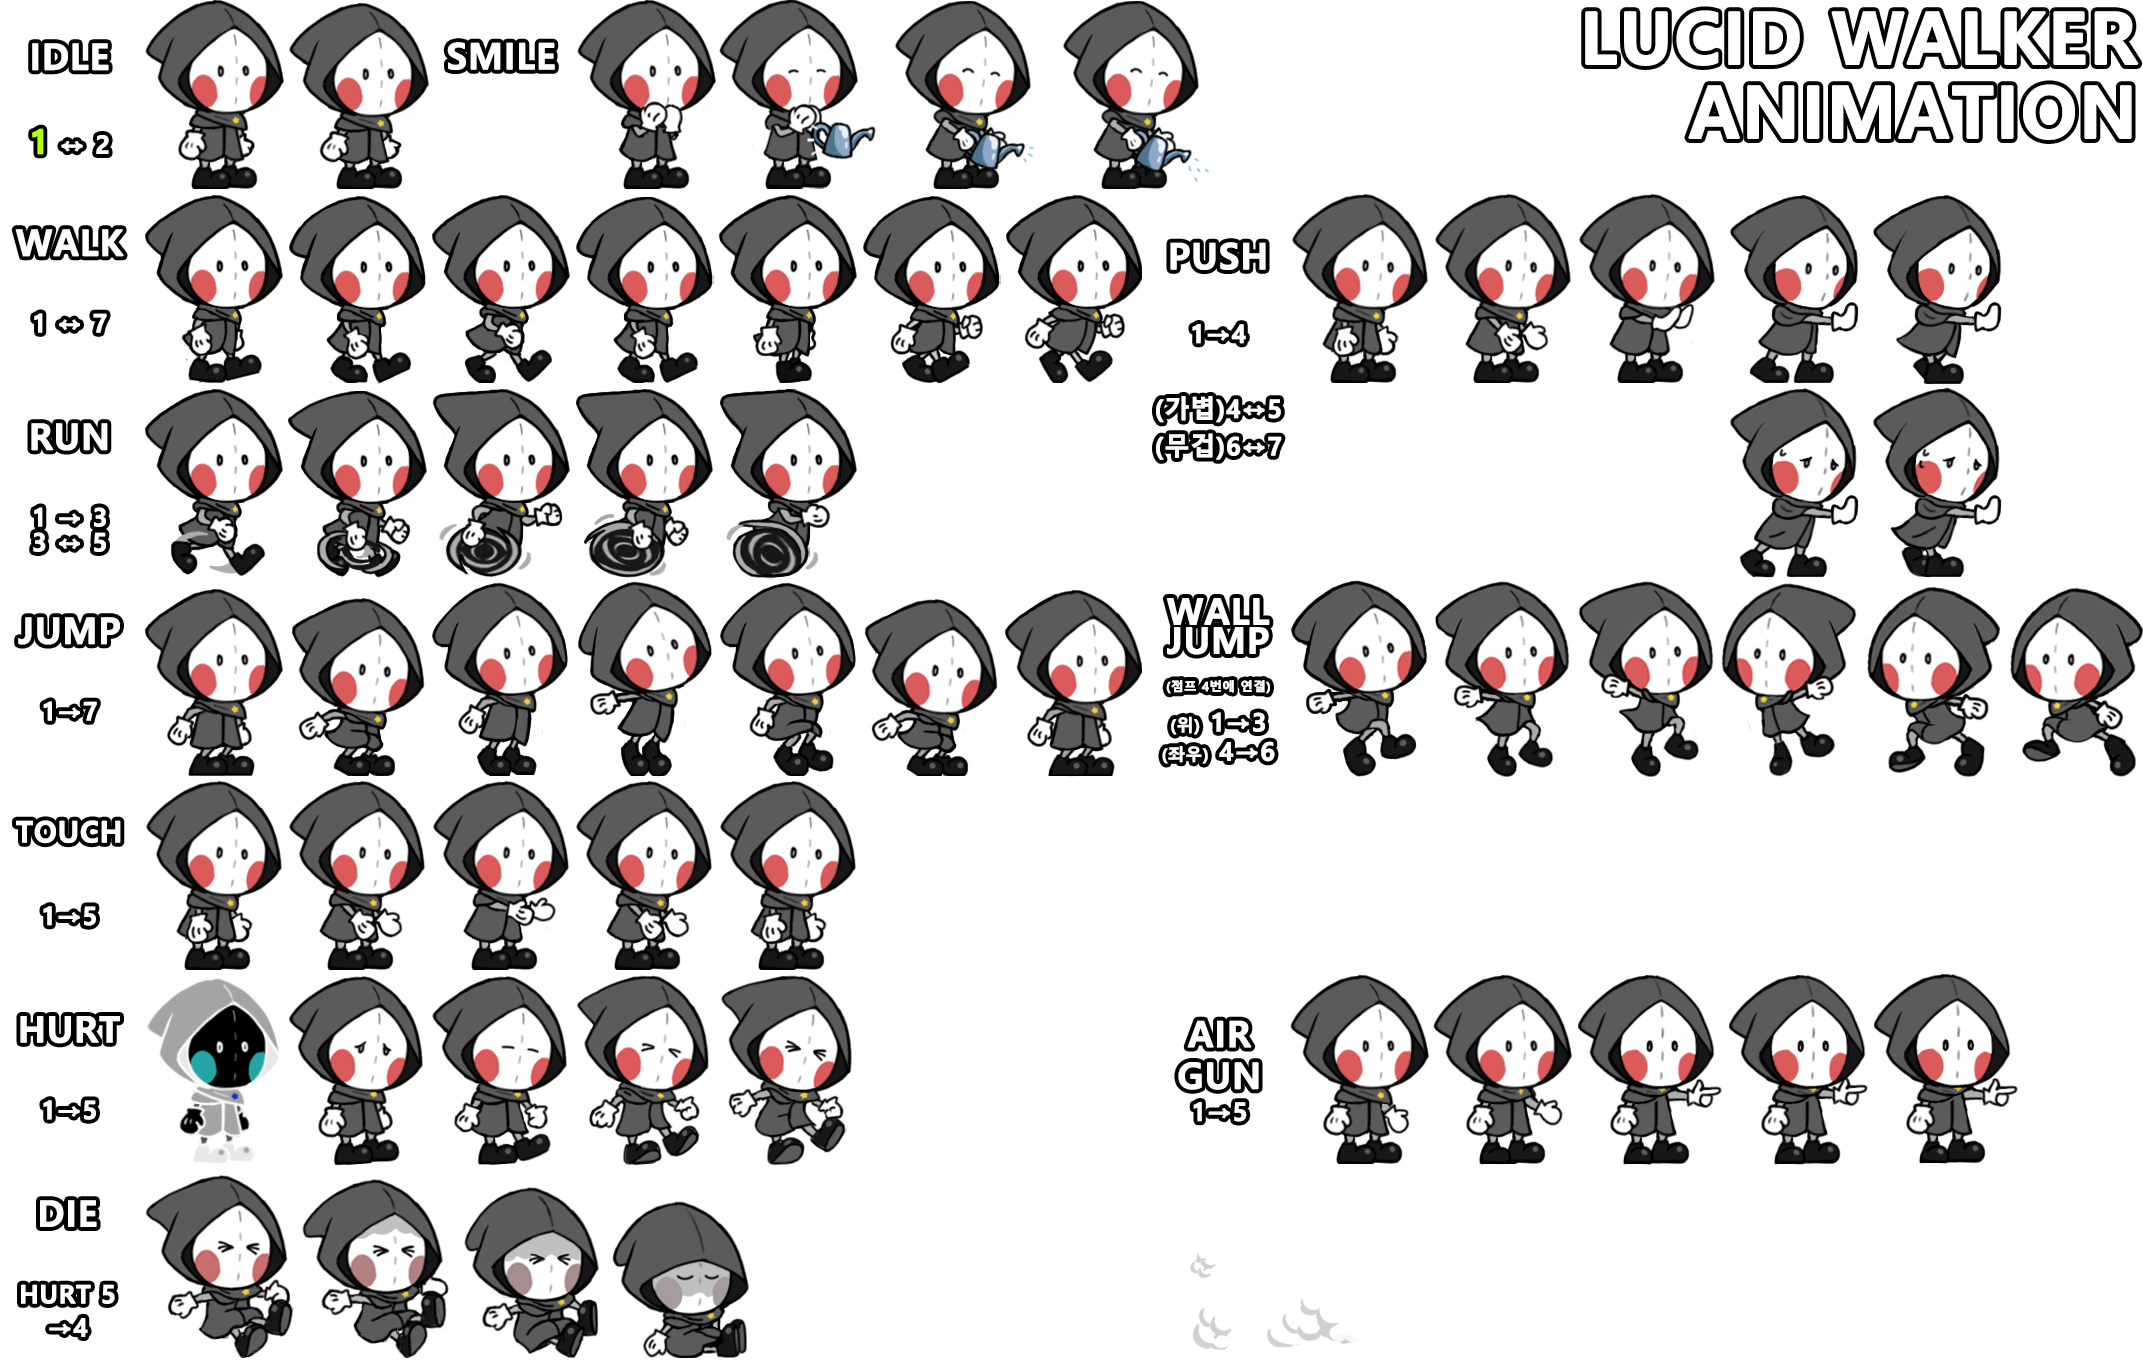 LUCID WALKER
ANIMATION
IDLE
1 ⇔ 2
SMILE
WALK
1 ⇔ 7
PUSH
1→4
(가볍)4⇔5
(무겁)6⇔7
RUN
1 → 3
3 ⇔ 5
JUMP
1→7
WALL
JUMP
(점프 4번에 연결)
(위) 1→3
(좌우) 4→6
TOUCH
1→5
HURT
1→5
AIR
GUN
1→5
DIE
HURT 5
→4